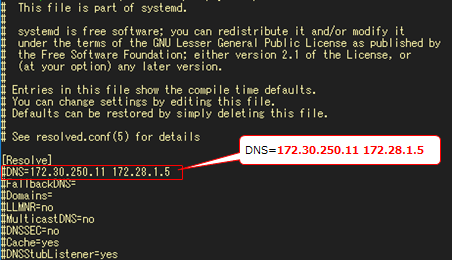 # This file is part of systemd.
#
# systemd is free software; you can redistribute it and/or modify it
# under the terms of the GNU Lesser General Public License as published by
# the Free Software Foundation; either version 2.1 of the License, or
# (at your option) any later version.
#
# Entries in this file show the compile time defaults.
# You can change settings by editing this file.
# Defaults can be restored by simply deleting this file.
#
# See resolved.conf(5) for details
[Resolve]
#DNS=172.30.250.11 172.28.1.5
DNS=172.30.250.11 172.28.1.5
#FallbackDNS=
#Domains=
#LLMNR=no
#MulticastDNS=no
#DNSSEC=no
#Cache=yes
#DNSStubListener=yes